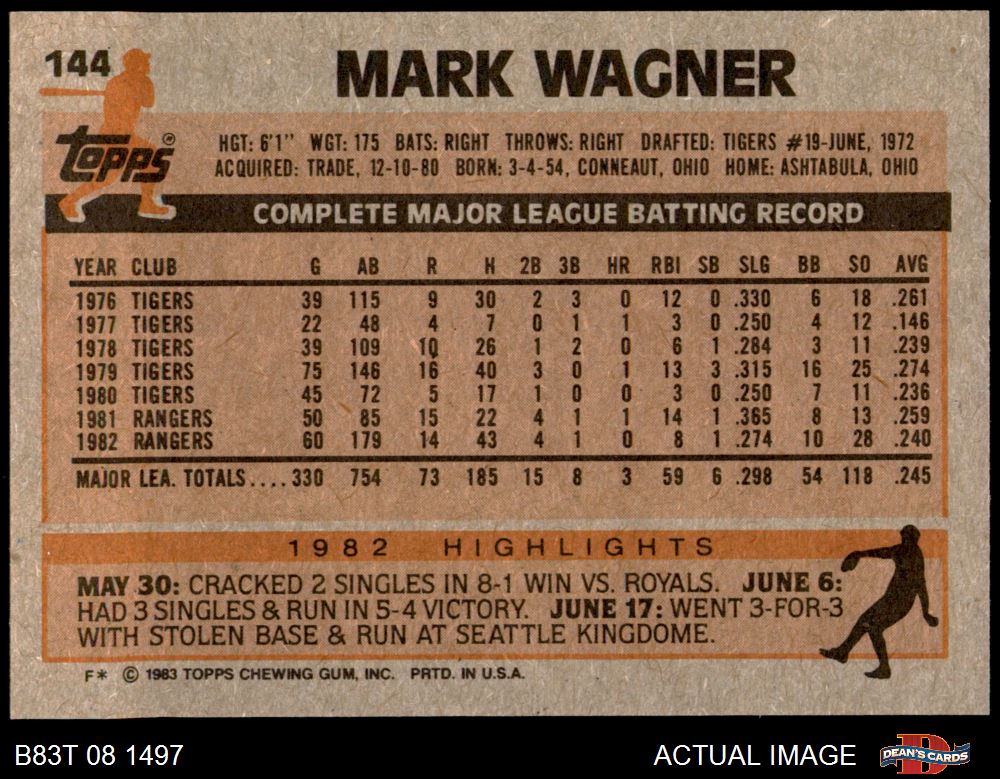 144
MARK WAGNER
Topps®
HGT: 6'1" WGT: 175 BATS: RIGHT THROWS: RIGHT DRAFTED: TIGERS #19-JUNE, 1972
ACQUIRED: TRADE, 12-10-80 BORN: 3-4-54, CONNEAUT, OHIO HOME: ASHTABULA, OHIO
COMPLETE MAJOR LEAGUE BATTING RECORD
YEAR CLUB G AB R H 2B 3B HR RBI SB SLG BB SO AVG
1976 TIGERS 39 115 9 30 2 3 0 12 0 .330 6 18 .261
1977 TIGERS 22 48 4 7 0 1 1 3 0 .250 4 12 .146
1978 TIGERS 39 109 10 26 1 2 0 6 1 .284 3 11 .239
1979 TIGERS 75 146 16 40 3 0 1 13 3 .315 16 25 .274
1980 TIGERS 45 72 5 17 1 0 0 3 0 .250 7 11 .236
1981 RANGERS 50 85 15 22 4 1 1 14 1 .365 8 13 .259
1982 RANGERS 60 179 14 43 4 1 0 8 1 .274 10 28 .240
MAJOR LEA. TOTALS.... 330 754 73 185 15 8 3 59 6 .298 54 118 .245
1982 HIGHLIGHTS
MAY 30: CRACKED 2 SINGLES IN 8-1 WIN VS. ROYALS. JUNE 6:
HAD 3 SINGLES & RUN IN 5-4 VICTORY. JUNE 17: WENT 3-FOR-3
WITH STOLEN BASE & RUN AT SEATTLE KINGDOME.
F* © 1983 TOPPS CHEWING GUM, INC. PRTD. IN U.S.A.
B83T 08 1497 ACTUAL IMAGE DEAN'S CARDS